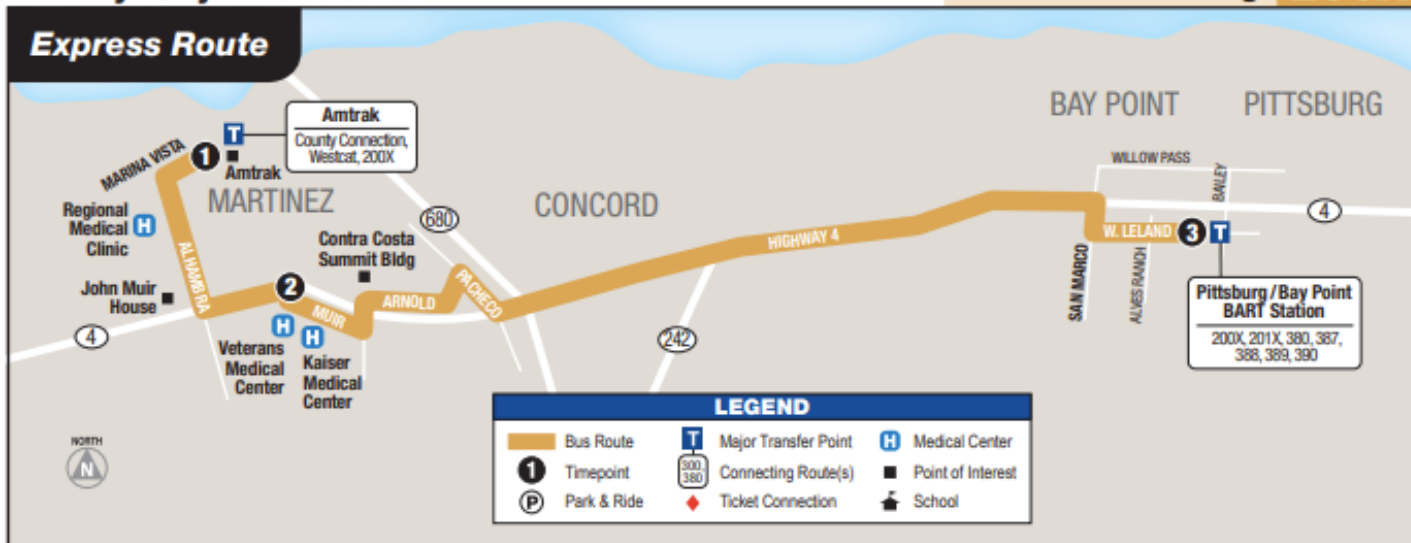 Express Route
Amtrak
County Connection,
Westcat, 200X
MARINA VISTA
1
T
Amtrak
MARTINEZ
Regional
Medical
Clinic
H
ALHAMBRA
John Muir
House
4
2
MUIR
H
H
Veterans
Medical
Center
Kaiser
Medical
Center
Contra Costa
Summit Bldg
ARNOLD
PACHECO
680
CONCORD
242
HIGHWAY 4
BAY POINT
PITTSBURG
WILLOW PASS
BAILEY
4
W. LELAND
3
T
SAN MARCO
ALVES RANCH
Pittsburg/Bay Point
BART Station
200X, 201X, 380, 387,
388, 389, 390
NORTH
N
LEGEND
Bus Route
T Major Transfer Point
H Medical Center
1 Timepoint
300, 380 Connecting Route(s)
Point of Interest
P Park & Ride
Ticket Connection
School